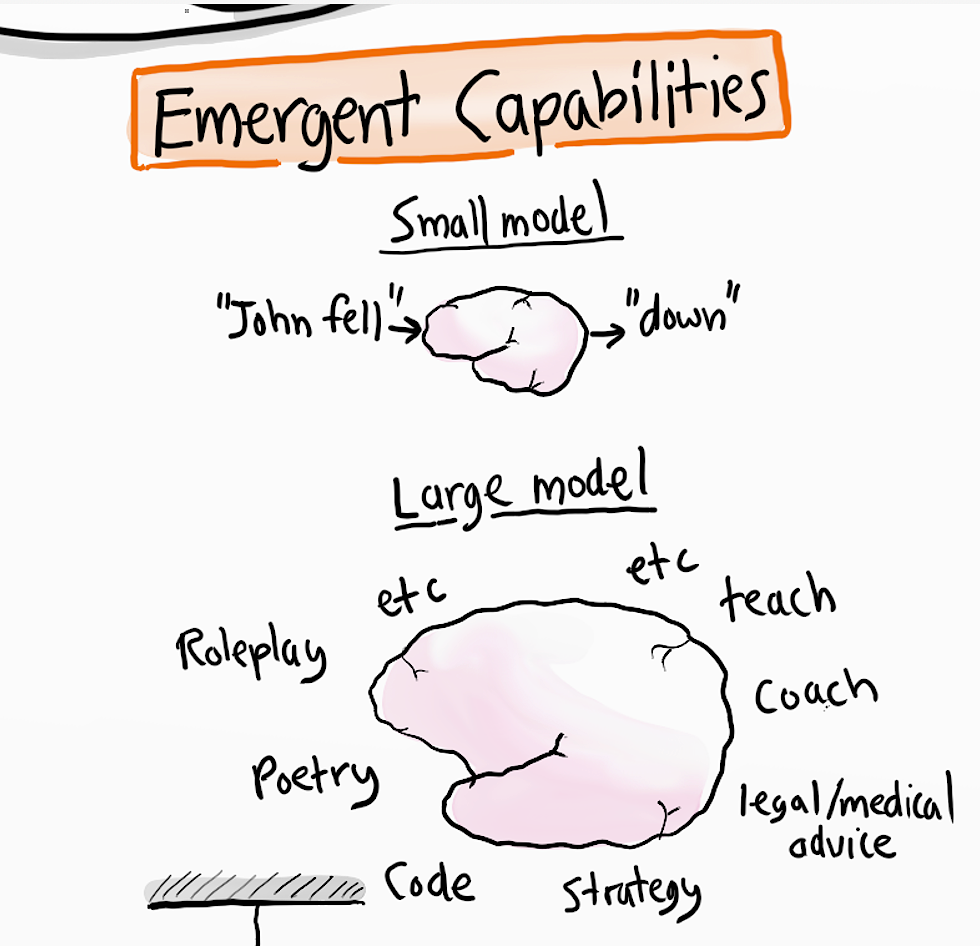 Emergent Capabilities
Small model
"John fell" → "down"
Large model
etc
etc
Roleplay
teach
Coach
Poetry
legal/medical
advice
Code
Strategy